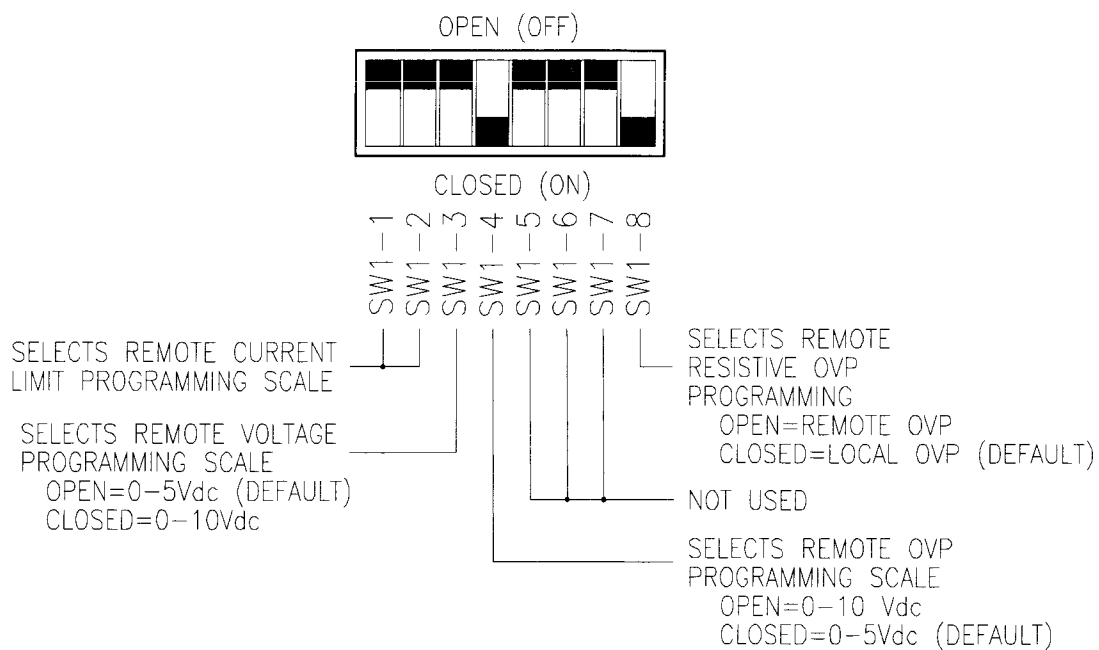 OPEN (OFF)
CLOSED (ON)
SW1-1
SW1-2
SW1-3
SW1-4
SW1-5
SW1-6
SW1-7
SW1-8
SELECTS REMOTE CURRENT
LIMIT PROGRAMMING SCALE
SELECTS REMOTE VOLTAGE
PROGRAMMING SCALE
OPEN=0-5Vdc (DEFAULT)
CLOSED=0-10Vdc
SELECTS REMOTE
RESISTIVE OVP
PROGRAMMING
OPEN=REMOTE OVP
CLOSED=LOCAL OVP (DEFAULT)
NOT USED
SELECTS REMOTE OVP
PROGRAMMING SCALE
OPEN=0-10 Vdc
CLOSED=0-5Vdc (DEFAULT)